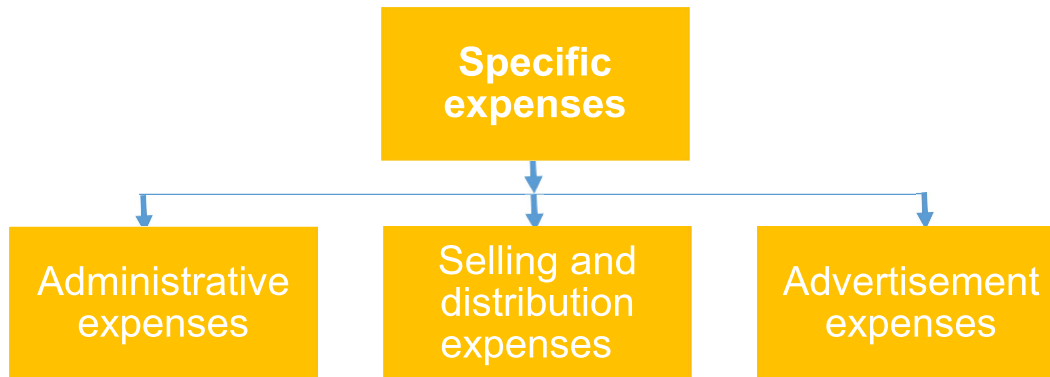 Specific
expenses
Administrative
expenses
Selling and
distribution
expenses
Advertisement
expenses